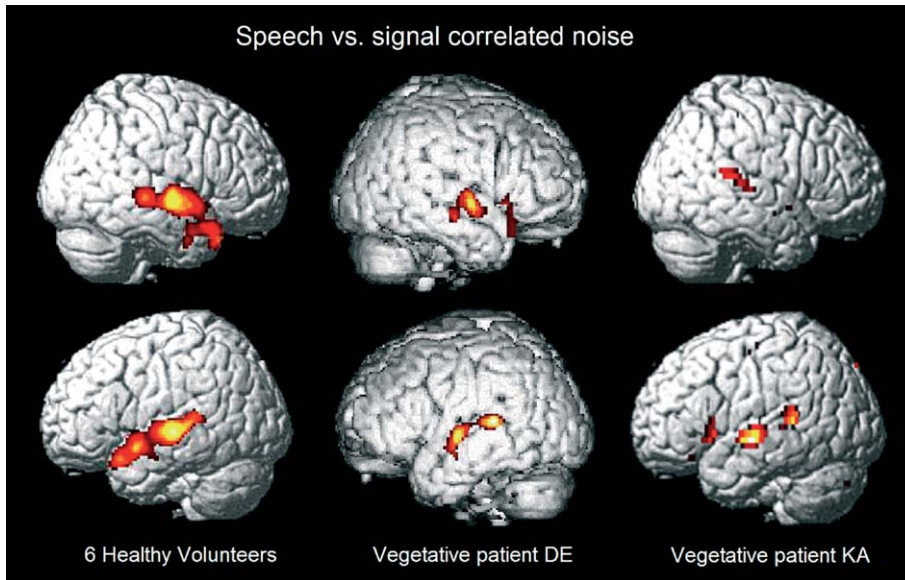 Speech vs. signal correlated noise
6 Healthy Volunteers
Vegetative patient DE
Vegetative patient KA